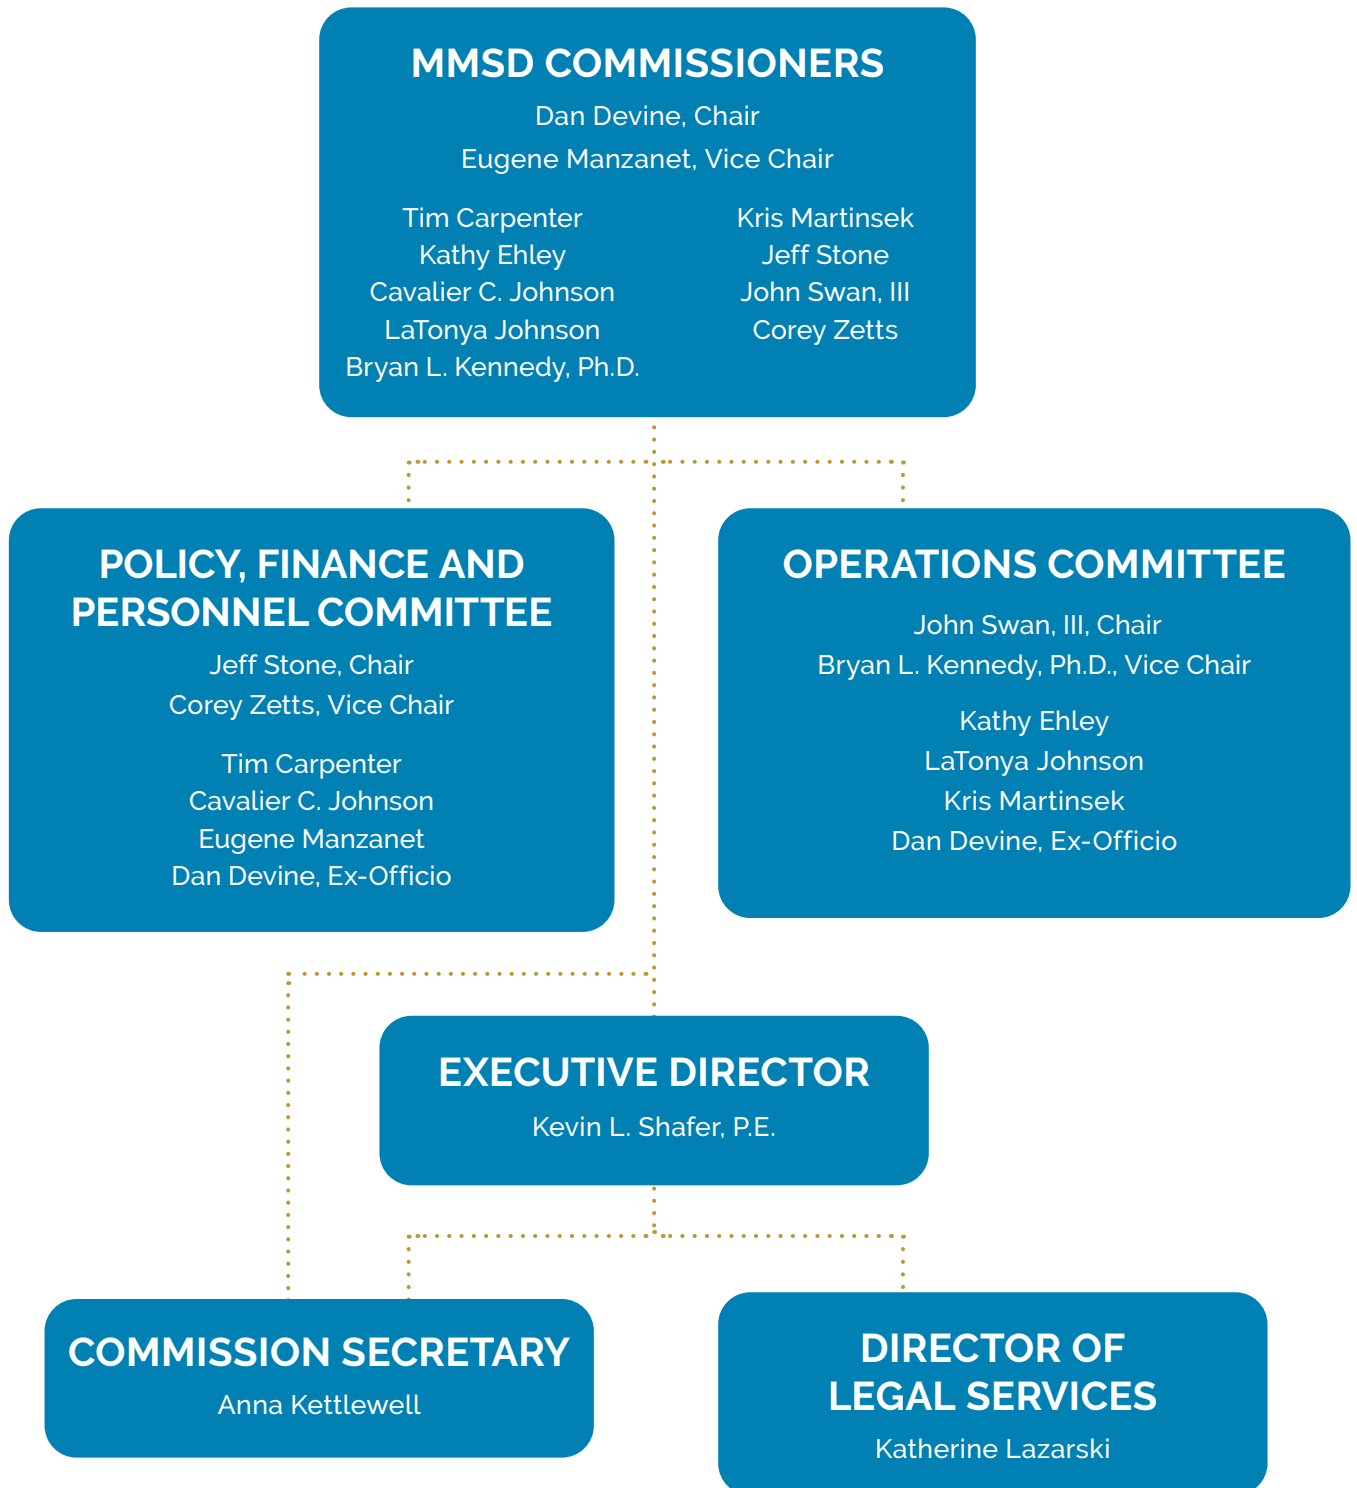 MMSD COMMISSIONERS
Dan Devine, Chair
Eugene Manzanet, Vice Chair
Tim Carpenter
Kathy Ehley
Cavalier C. Johnson
LaTonya Johnson
Bryan L. Kennedy, Ph.D.
Kris Martinsek
Jeff Stone
John Swan, III
Corey Zetts
POLICY, FINANCE AND
PERSONNEL COMMITTEE
Jeff Stone, Chair
Corey Zetts, Vice Chair
Tim Carpenter
Cavalier C. Johnson
Eugene Manzanet
Dan Devine, Ex-Officio
OPERATIONS COMMITTEE
John Swan, III, Chair
Bryan L. Kennedy, Ph.D., Vice Chair
Kathy Ehley
LaTonya Johnson
Kris Martinsek
Dan Devine, Ex-Officio
EXECUTIVE DIRECTOR
Kevin L. Shafer, P.E.
COMMISSION SECRETARY
Anna Kettlewell
DIRECTOR OF
LEGAL SERVICES
Katherine Lazarski